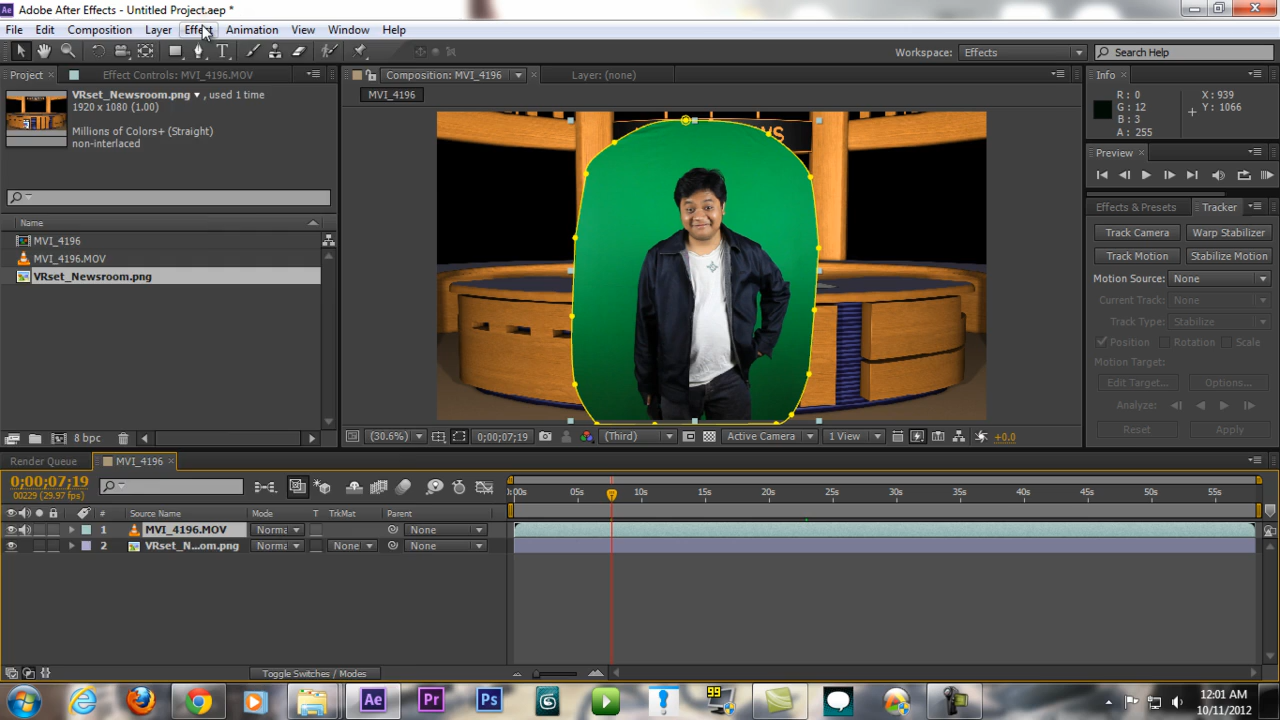 Adobe After Effects - Untitled Project.aep *
File Edit Composition Layer Effect Animation View Window Help
Workspace: Effects Search Help
Project Effect Controls: MVI_4196.MOV
Composition: MVI_4196 Layer: (none)
Info
VRset_Newsroom.png , used 1 time
1920 x 1080 (1.00)
Millions of Colors+ (Straight)
non-interlaced
MVI_4196
R: 0 X: 939
G: 12 Y: 1066
B: 3
A: 255
Preview
Effects & Presets Tracker
Track Camera Warp Stabilizer
Track Motion Stabilize Motion
Motion Source: None
Current Track: None
Track Type: Stabilize
Position Rotation Scale
Motion Target:
Edit Target... Options...
Analyze:
Reset Apply
Name
MVI_4196
MVI_4196.MOV
VRset_Newsroom.png
8 bpc
(30.6%) 0;00;07;19 (Third) Active Camera 1 View +0.0
Render Queue MVI_4196
0;00;07;19
00229 (29.97 fps)
:00s 05s 10s 15s 20s 25s 30s 35s 40s 45s 50s 55s
# Source Name Mode T TrkMat Parent
1 MVI_4196.MOV Norma None
2 VRset_N...om.png Norma None None
Toggle Switches / Modes
Ae Pr Ps 99
12:01 AM
10/11/2012